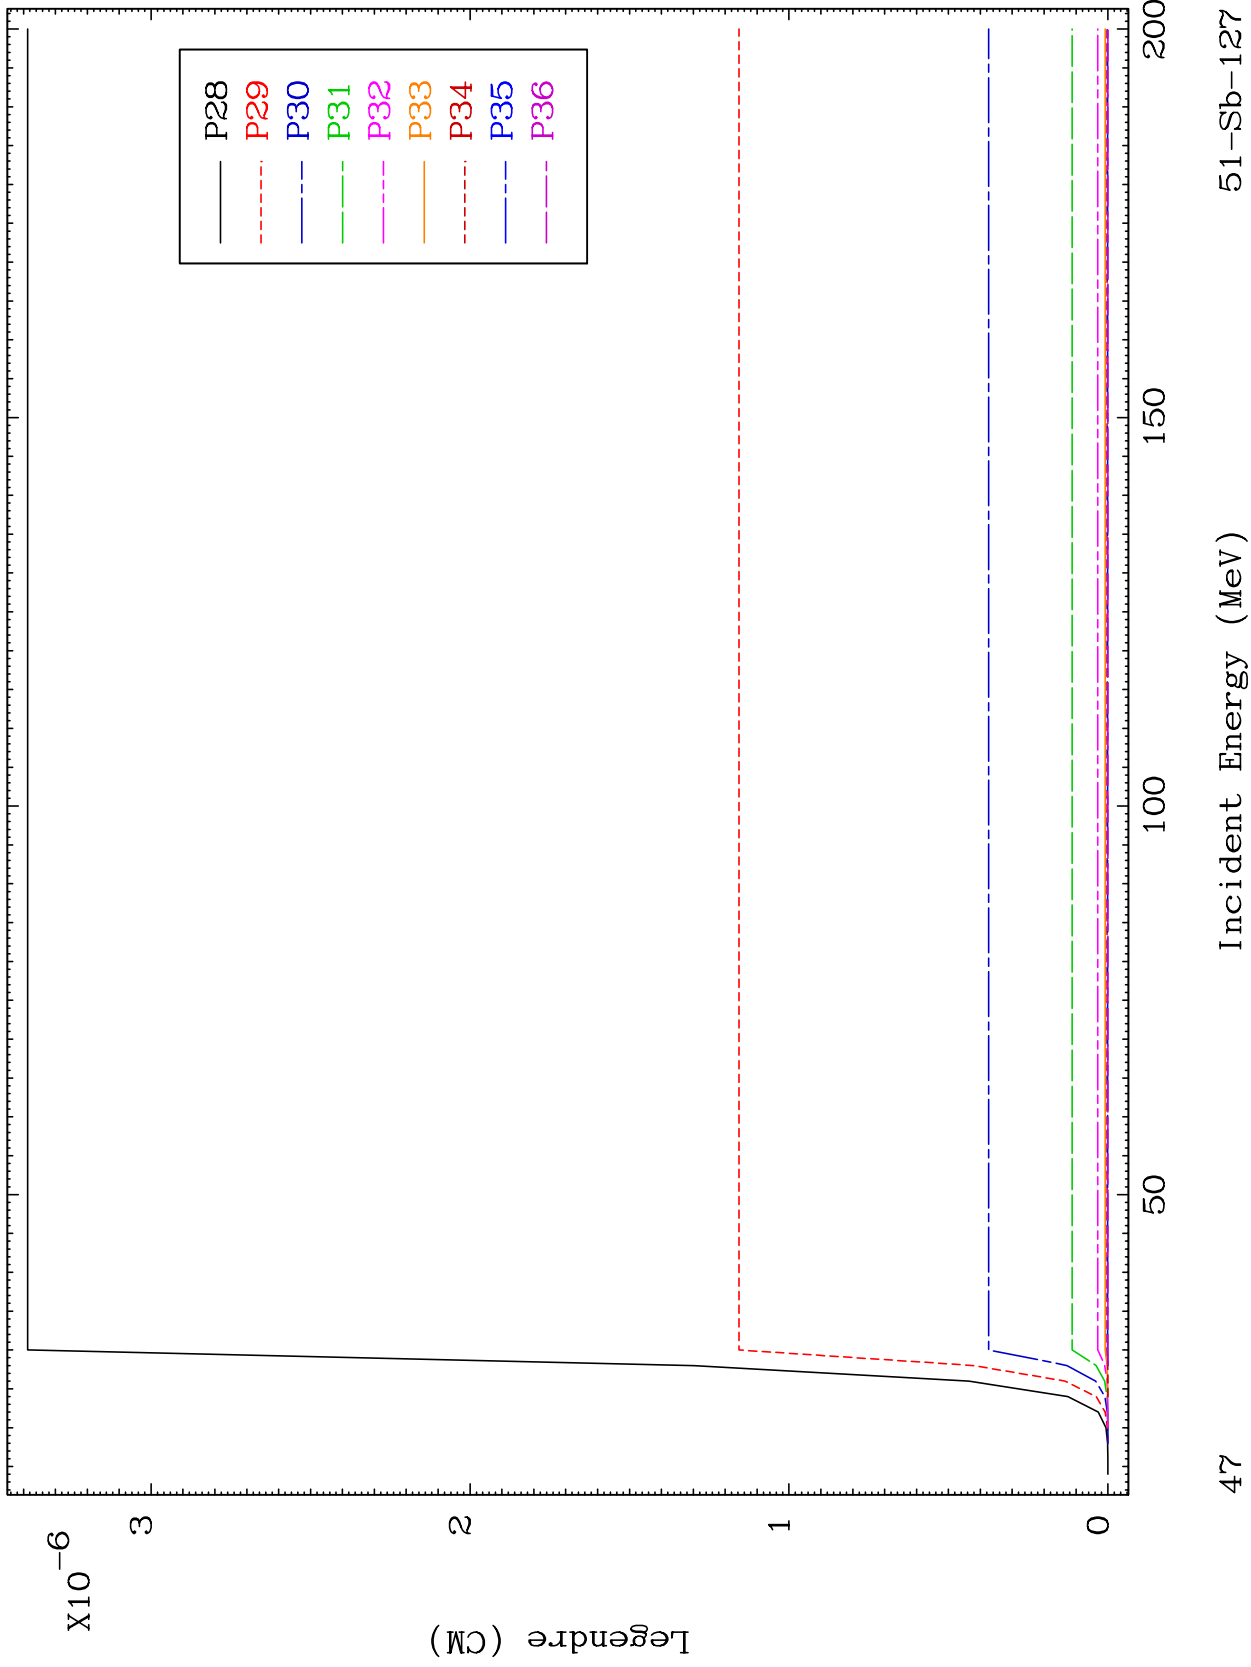 X10-6
Legendre (CM)
3
2
1
0
P28
P29
P30
P31
P32
P33
P34
P35
P36
50
100
150
200
Incident Energy (MeV)
47
51-Sb-127